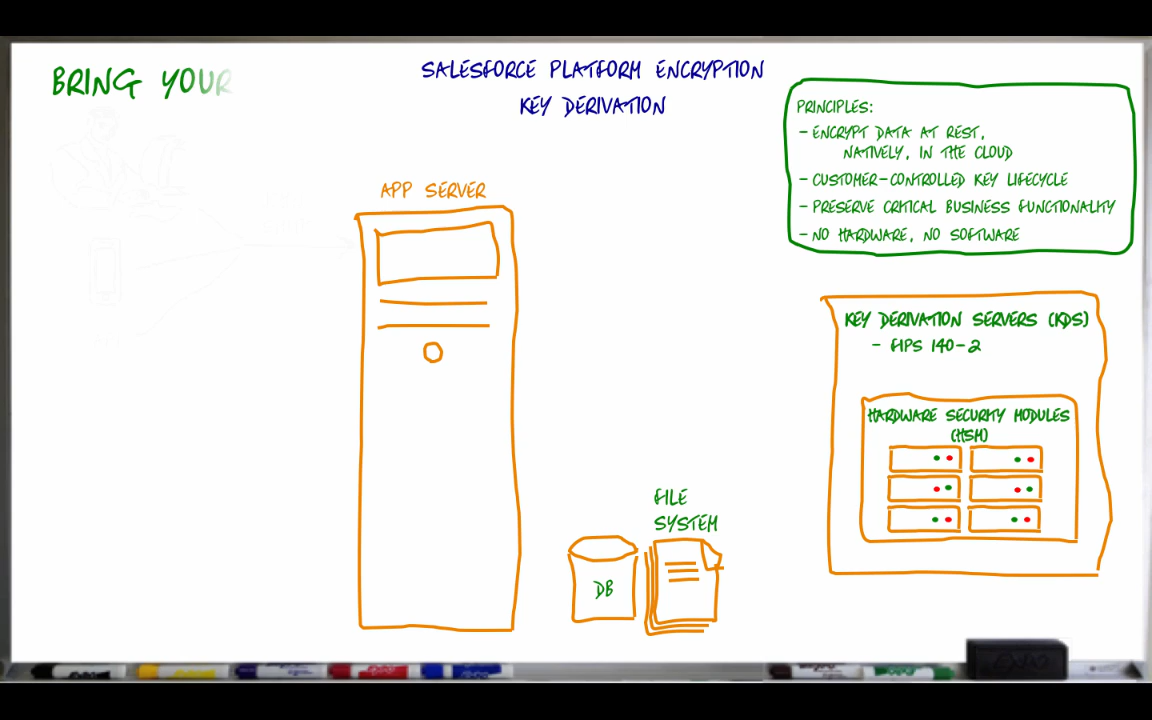 BRING YOUR
SALESFORCE PLATFORM ENCRYPTION
KEY DERIVATION
PRINCIPLES:
- ENCRYPT DATA AT REST,
NATIVELY, IN THE CLOUD
- CUSTOMER-CONTROLLED KEY LIFECYCLE
- PRESERVE CRITICAL BUSINESS FUNCTIONALITY
- NO HARDWARE, NO SOFTWARE
APP SERVER
KEY DERIVATION SERVERS (KDS)
- FIPS 140-2
HARDWARE SECURITY MODULES
(HSM)
FILE
SYSTEM
DB